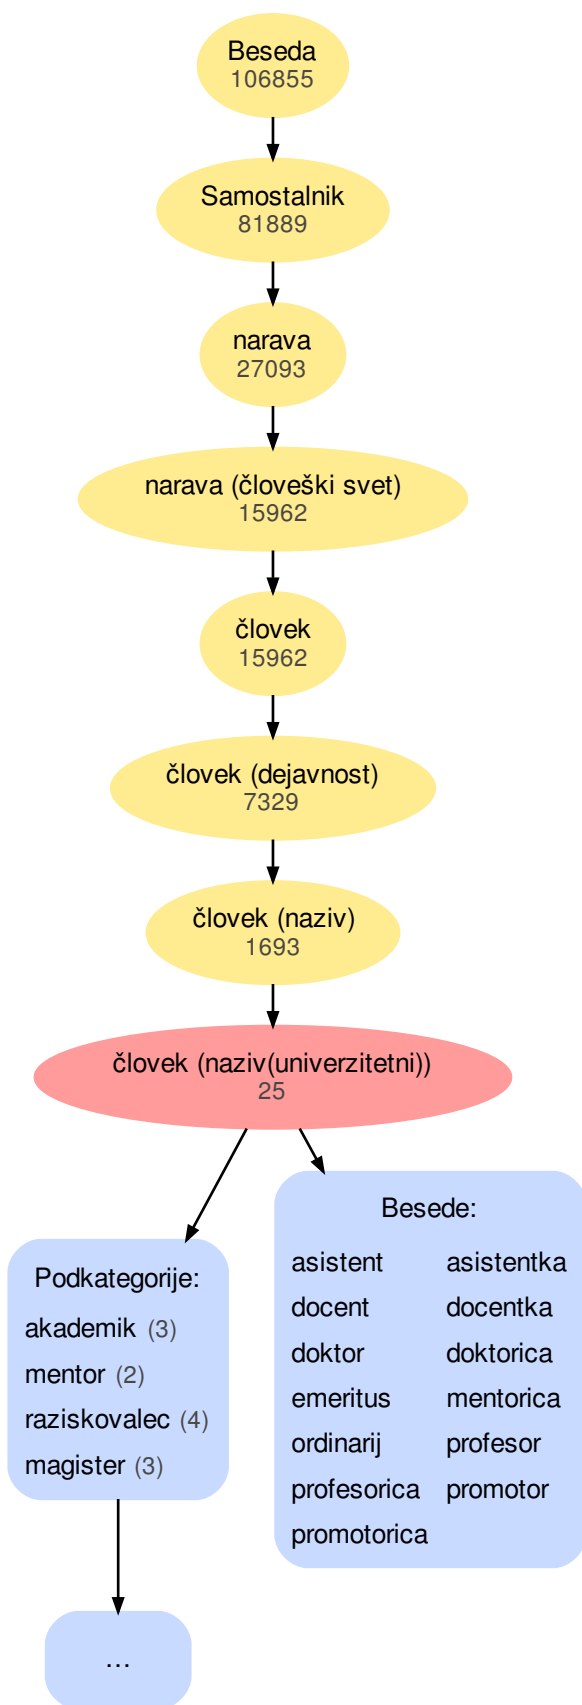 Beseda
106855
Samostalnik
81889
narava
27093
narava (človeški svet)
15962
človek
15962
človek (dejavnost)
7329
človek (naziv)
1693
človek (naziv(univerzitetni))
25
Podkategorije:
akademik (3)
mentor (2)
raziskovalec (4)
magister (3)
...
Besede:
asistent asistentka
docent docentka
doktor doktorica
emeritus mentorica
ordinarij profesor
profesorica promotor
promotorica